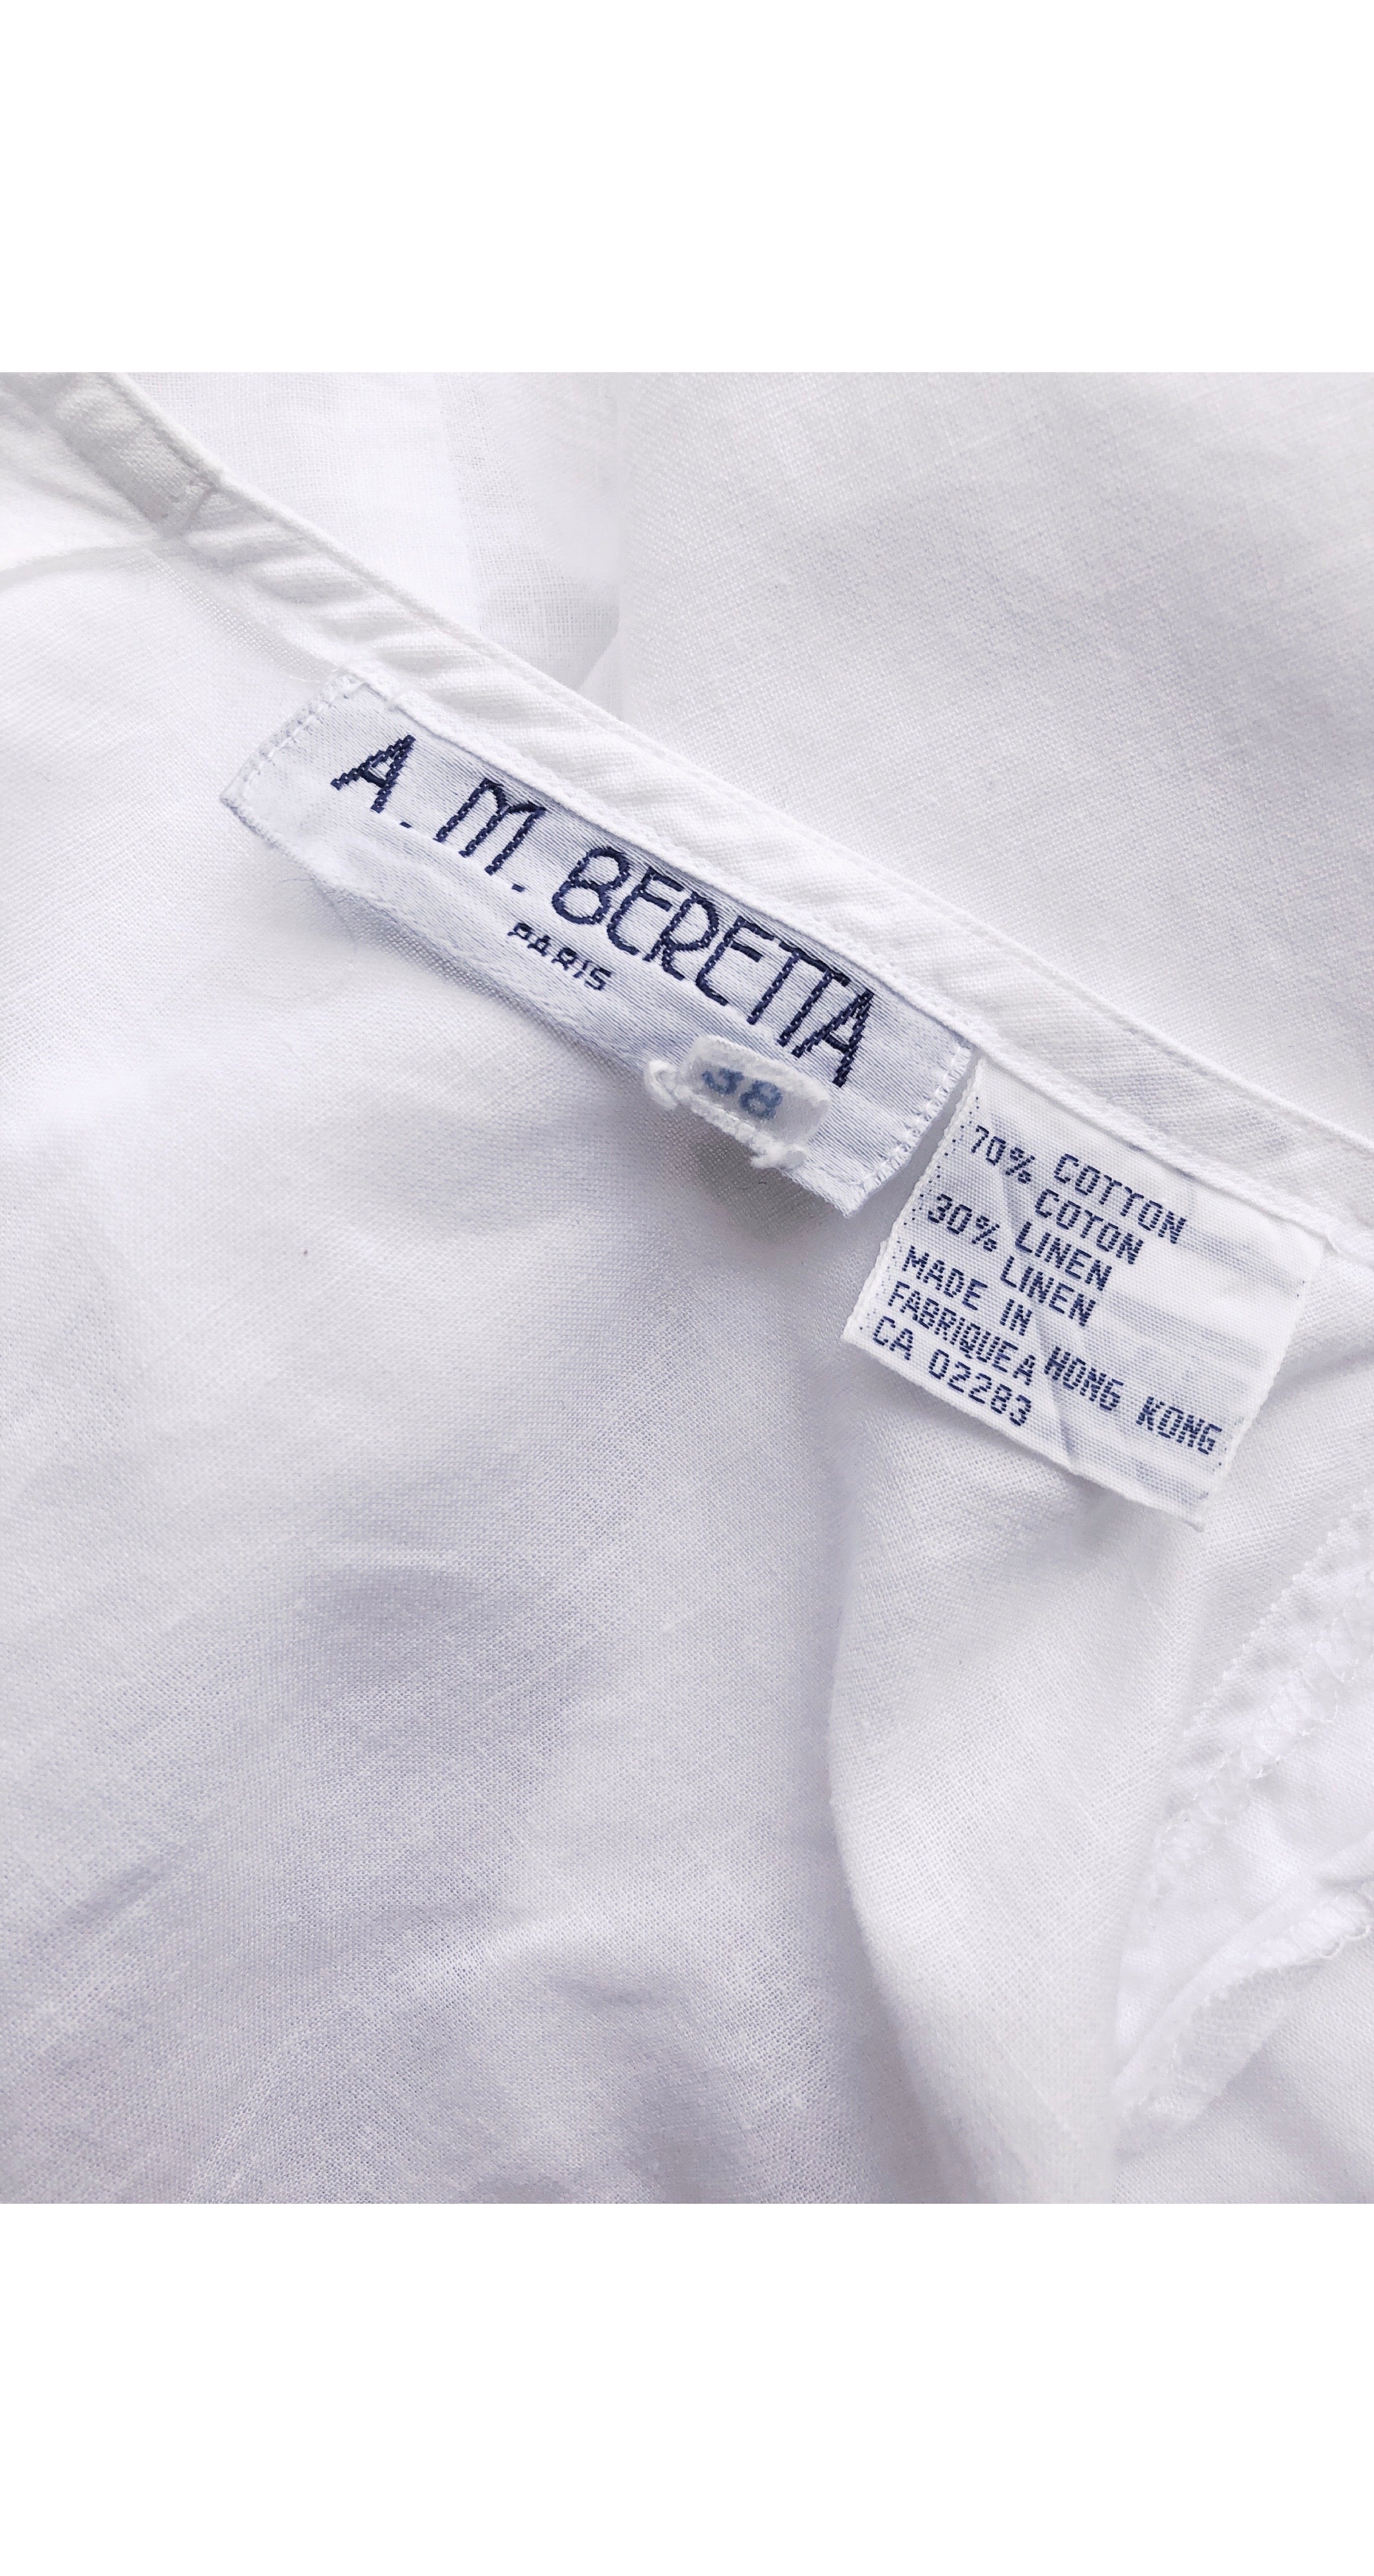 A. M. BERETTA
PARIS
38
70% COTTON
COTON
30% LINEN
LINEN
MADE IN
FABRIQUE A HONG KONG
CA 02283